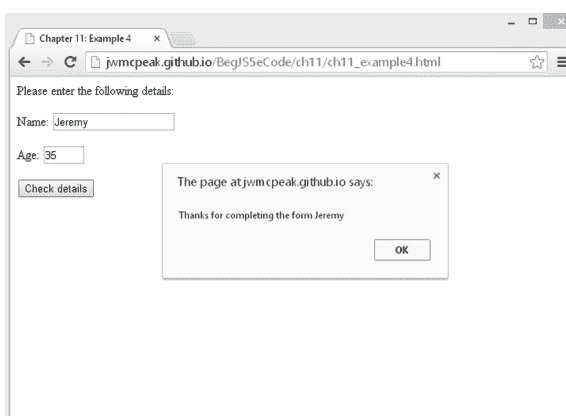 Chapter 11: Example 4
jwmcpeak.github.io/BegJS5eCode/ch11/ch11_example4.html
Please enter the following details:
Name: Jeremy
Age: 35
Check details
The page at jwmcpeak.github.io says:
Thanks for completing the form Jeremy
OK